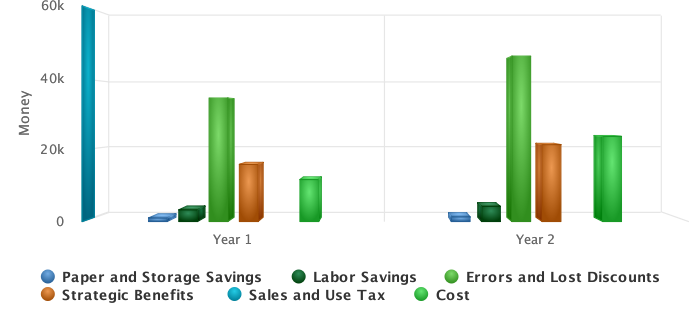 60k
40k
20k
0
Money
Year 1 Year 2
Paper and Storage Savings Labor Savings Errors and Lost Discounts
Strategic Benefits Sales and Use Tax Cost